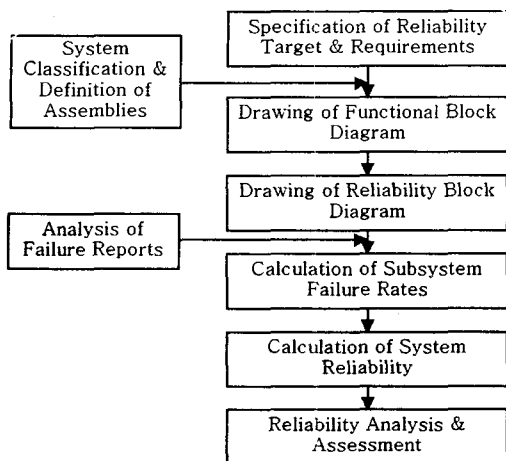 Specification of Reliability
Target & Requirements
System
Classification &
Definition of
Assemblies
Drawing of Functional Block
Diagram
Drawing of Reliability Block
Diagram
Analysis of
Failure Reports
Calculation of Subsystem
Failure Rates
Calculation of System
Reliability
Reliability Analysis &
Assessment